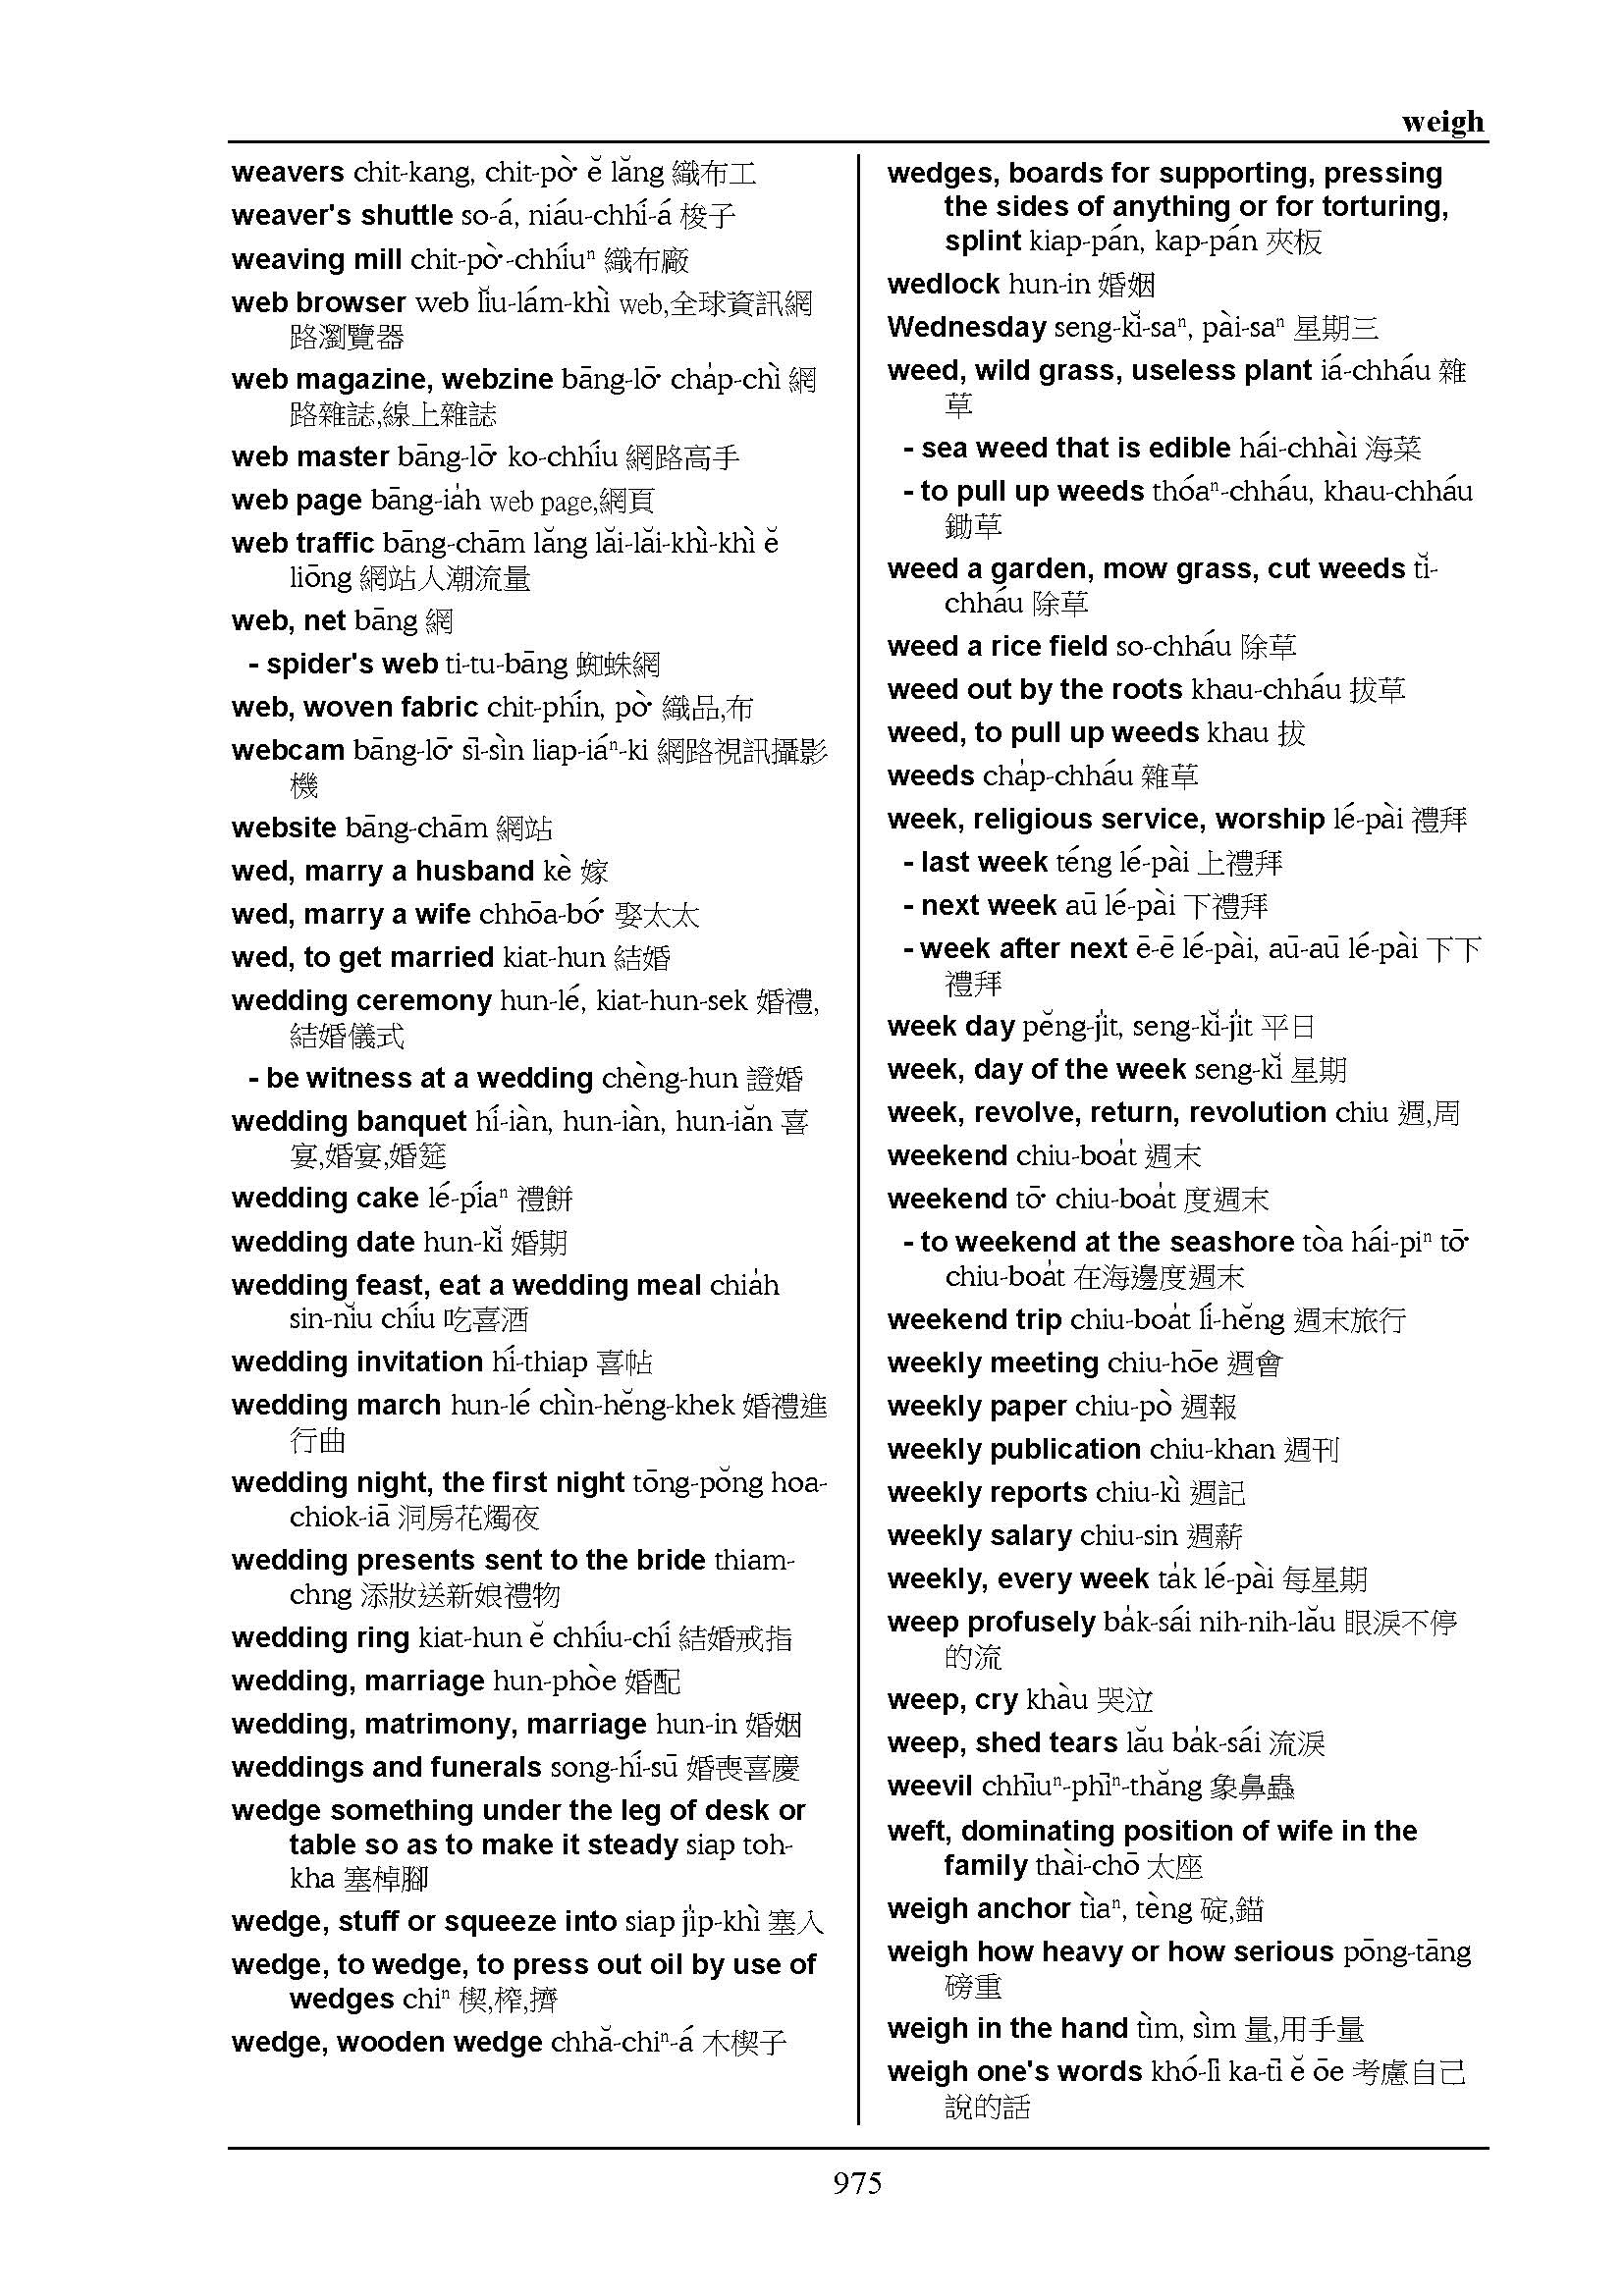 weigh
weavers chit-kang, chit-pò͘ ĕ lăng 織布工
weaver's shuttle so-á, niáu-chhí-á 梭子
weaving mill chit-pò͘-chhíuⁿ 織布廠
web browser web lĭu-lám-khì web,全球資訊網
路瀏覽器
web magazine, webzine bāng-lō͘ cha̍p-chì 網
路雜誌,線上雜誌
web master bāng-lō͘ ko-chhíu 網路高手
web page bāng-ia̍h web page,網頁
web traffic bāng-chām lăng lăi-lăi-khì-khì ĕ
liōng 網站人潮流量
web, net bāng 網
- spider's web ti-tu-bāng 蜘蛛網
web, woven fabric chit-phín, pò͘ 織品,布
webcam bāng-lō͘ sī-sìn liap-iáⁿ-ki 網路視訊攝影
機
website bāng-chām 網站
wed, marry a husband kè 嫁
wed, marry a wife chhōa-bó͘ 娶太太
wed, to get married kiat-hun 結婚
wedding ceremony hun-lé, kiat-hun-sek 婚禮,
結婚儀式
- be witness at a wedding chèng-hun 證婚
wedding banquet hí-iàn, hun-iàn, hun-iăn 喜
宴,婚宴,婚筵
wedding cake lé-píaⁿ 禮餅
wedding date hun-kĭ 婚期
wedding feast, eat a wedding meal chia̍h
sin-nĭu chíu 吃喜酒
wedding invitation hí-thiap 喜帖
wedding march hun-lé chìn-hĕng-khek 婚禮進
行曲
wedding night, the first night tōng-pŏng hoa-
chiok-iā 洞房花燭夜
wedding presents sent to the bride thiam-
chng 添妝送新娘禮物
wedding ring kiat-hun ĕ chhíu-chí 結婚戒指
wedding, marriage hun-phòe 婚配
wedding, matrimony, marriage hun-in 婚姻
weddings and funerals song-hí-sū 婚喪喜慶
wedge something under the leg of desk or
table so as to make it steady siap toh-
kha 塞棹腳
wedge, stuff or squeeze into siap ji̍p-khì 塞入
wedge, to wedge, to press out oil by use of
wedges chiⁿ 楔,榨,擠
wedge, wooden wedge chhă-chiⁿ-á 木楔子
wedges, boards for supporting, pressing
the sides of anything or for torturing,
splint kiap-pán, kap-pán 夾板
wedlock hun-in 婚姻
Wednesday seng-kĭ-saⁿ, pài-saⁿ 星期三
weed, wild grass, useless plant iá-chháu 雜
草
- sea weed that is edible hái-chhài 海菜
- to pull up weeds thóaⁿ-chháu, khau-chháu
鋤草
weed a garden, mow grass, cut weeds tĭ-
chháu 除草
weed a rice field so-chháu 除草
weed out by the roots khau-chháu 拔草
weed, to pull up weeds khau 拔
weeds cha̍p-chháu 雜草
week, religious service, worship lé-pài 禮拜
- last week téng lé-pài 上禮拜
- next week aū lé-pài 下禮拜
- week after next ē-ē lé-pài, aū-aū lé-pài 下下
禮拜
week day pĕng-ji̍t, seng-kĭ-ji̍t 平日
week, day of the week seng-kĭ 星期
week, revolve, return, revolution chiu 週,周
weekend chiu-boa̍t 週末
weekend tō͘ chiu-boa̍t 度週末
- to weekend at the seashore tòa hái-piⁿ tō͘
chiu-boa̍t 在海邊度週末
weekend trip chiu-boa̍t lí-hĕng 週末旅行
weekly meeting chiu-hōe 週會
weekly paper chiu-pò 週報
weekly publication chiu-khan 週刊
weekly reports chiu-kì 週記
weekly salary chiu-sin 週薪
weekly, every week ta̍k lé-pài 每星期
weep profusely ba̍k-sái nih-nih-lău 眼淚不停
的流
weep, cry khàu 哭泣
weep, shed tears lău ba̍k-sái 流淚
weevil chhīuⁿ-phīⁿ-thăng 象鼻蟲
weft, dominating position of wife in the
family thài-chō 太座
weigh anchor tìaⁿ, tèng 碇,錨
weigh how heavy or how serious pōng-tāng
磅重
weigh in the hand tìm, sìm 量,用手量
weigh one's words khó-lī ka-tī ĕ ōe 考慮自己
說的話
975